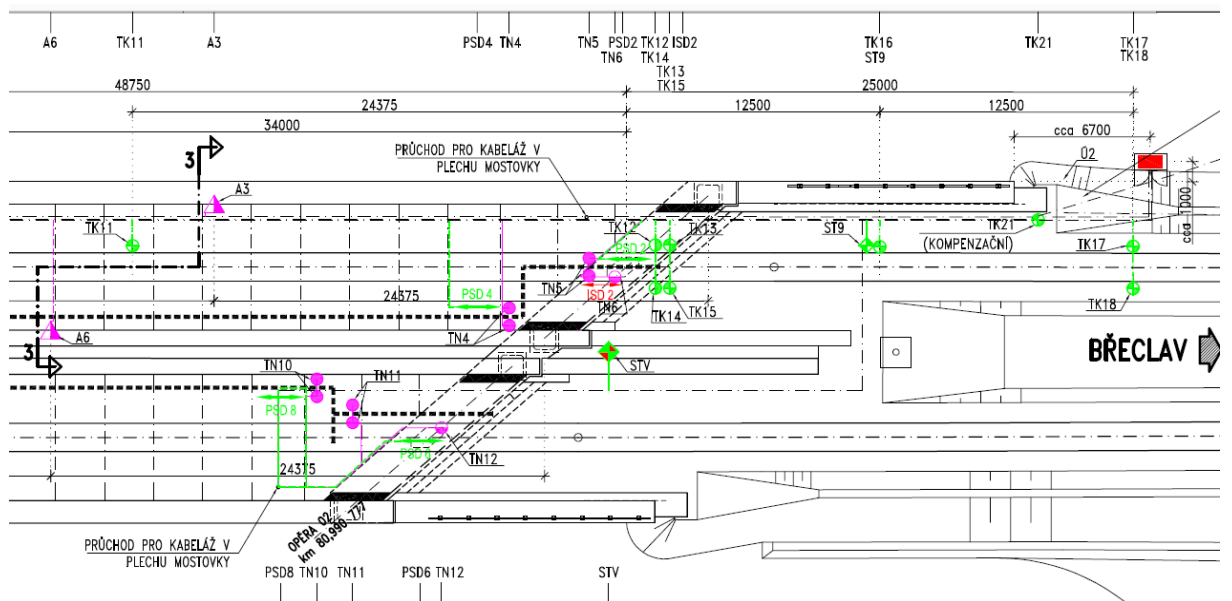 A6 TK11 A3 PSD4 TN4 TN5 PSD2 TK12 ISD2 TK16 TK21 TK17
TN6 TK14 ST9 TK18
TK13
TK15
48750 25000
24375 12500 12500
34000 cca 6700
PRŮCHOD PRO KABELÁŽ V
PLECHU MOSTOVKY
Ú2
3
A3
cca 1000
TK11 TK12 TK13 ST9 TK21
(KOMPENZAČNÍ) TK17
PSD 2
TN5
ISD 2
PSD 4
24375
TN6
TN4 TK14 TK15 TK18
A6
3
STV
BŘECLAV
TN10 TN11
PSD 8
PSD 6
TN12
24375
OPĚRA 02
km 80,990 777
PRŮCHOD PRO KABELÁŽ V
PLECHU MOSTOVKY
PSD8 TN10 TN11 PSD6 TN12 STV